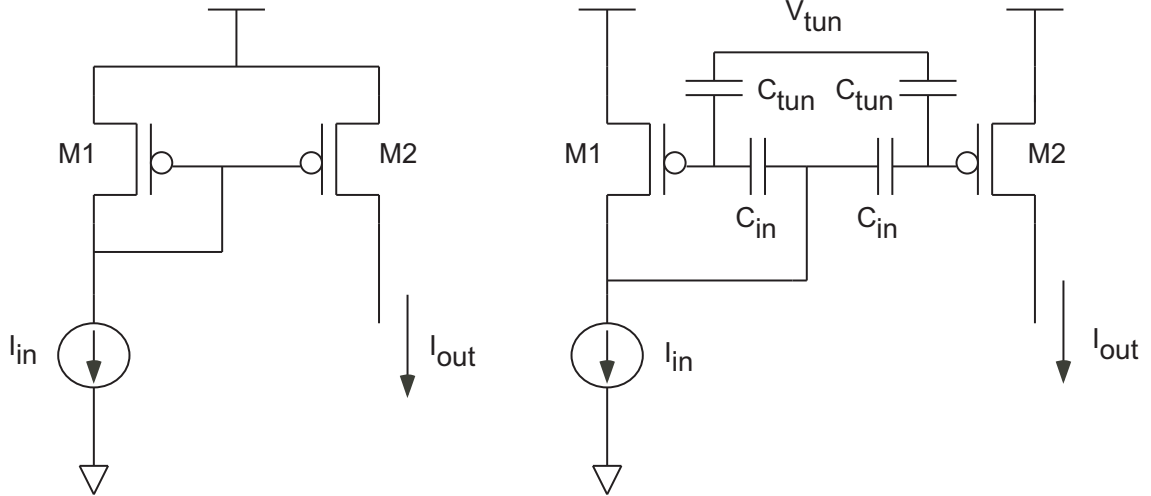 V_tun
C_tun C_tun
M1 M2 M1 M2
C_in C_in
I_in I_out I_in I_out